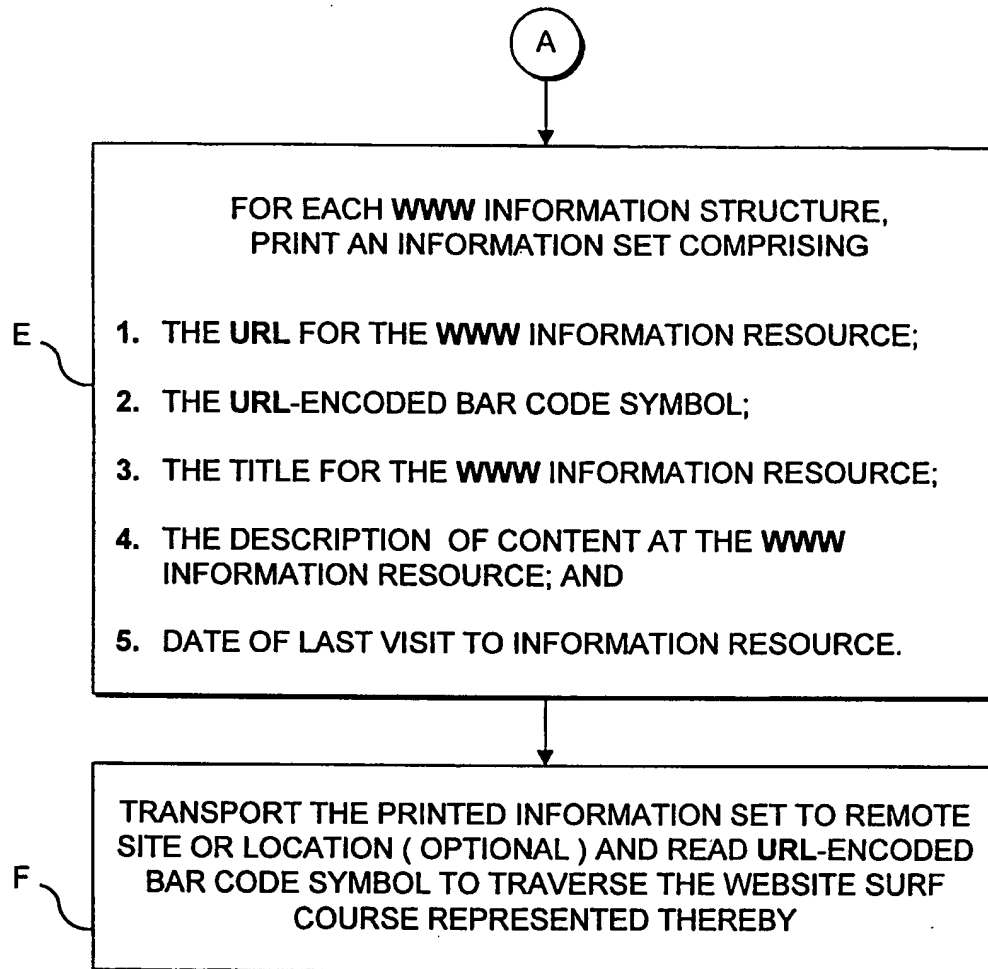 A
FOR EACH WWW INFORMATION STRUCTURE,
PRINT AN INFORMATION SET COMPRISING
E
1. THE URL FOR THE WWW INFORMATION RESOURCE;
2. THE URL-ENCODED BAR CODE SYMBOL;
3. THE TITLE FOR THE WWW INFORMATION RESOURCE;
4. THE DESCRIPTION OF CONTENT AT THE WWW
INFORMATION RESOURCE; AND
5. DATE OF LAST VISIT TO INFORMATION RESOURCE.
TRANSPORT THE PRINTED INFORMATION SET TO REMOTE
SITE OR LOCATION ( OPTIONAL ) AND READ URL-ENCODED
F
BAR CODE SYMBOL TO TRAVERSE THE WEBSITE SURF
COURSE REPRESENTED THEREBY